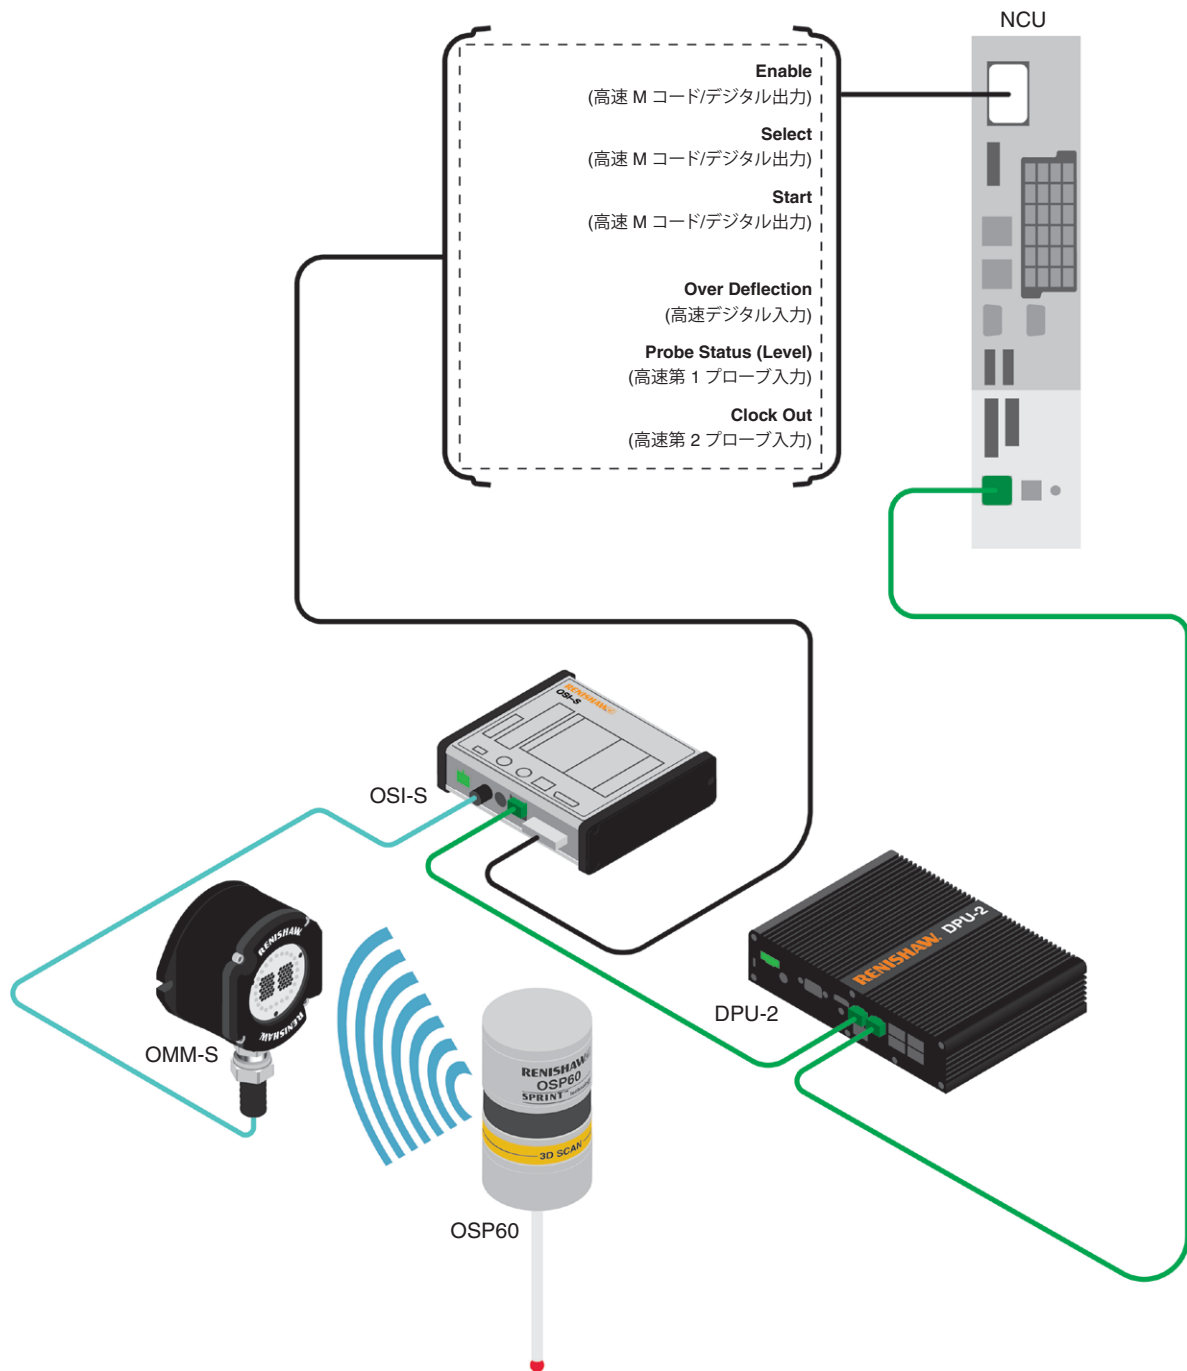 NCU
Enable
(高速 M コード/デジタル出力)
Select
(高速 M コード/デジタル出力)
Start
(高速 M コード/デジタル出力)
Over Deflection
(高速デジタル入力)
Probe Status (Level)
(高速第 1 プローブ入力)
Clock Out
(高速第 2 プローブ入力)
RENISHAW
OSI-S
OSI-S
RENISHAW. DPU-2
DPU-2
RENISHAW
RENISHAW
OMM-S
RENISHAW
OSP60
SPRINT™
3D SCAN
OSP60